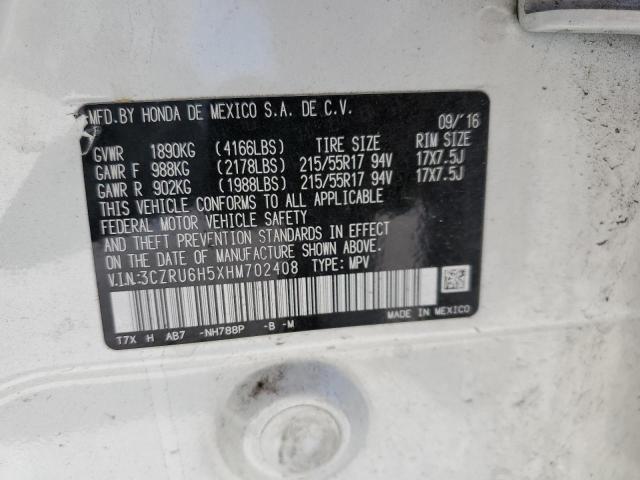 MFD.BY HONDA DE MEXICO S.A. DE C.V. 09/'16
GVWR 1890KG (4166LBS) TIRE SIZE RIM SIZE
GAWR F 988KG (2178LBS) 215/55R17 94V 17X7.5J
GAWR R 902KG (1988LBS) 215/55R17 94V 17X7.5J
THIS VEHICLE CONFORMS TO ALL APPLICABLE
FEDERAL MOTOR VEHICLE SAFETY
AND THEFT PREVENTION STANDARDS IN EFFECT
ON THE DATE OF MANUFACTURE SHOWN ABOVE.
V.I.N.:3CZRU6H5XHM702408 TYPE: MPV
T7X H AB7 -NH788P -B -M MADE IN MEXICO